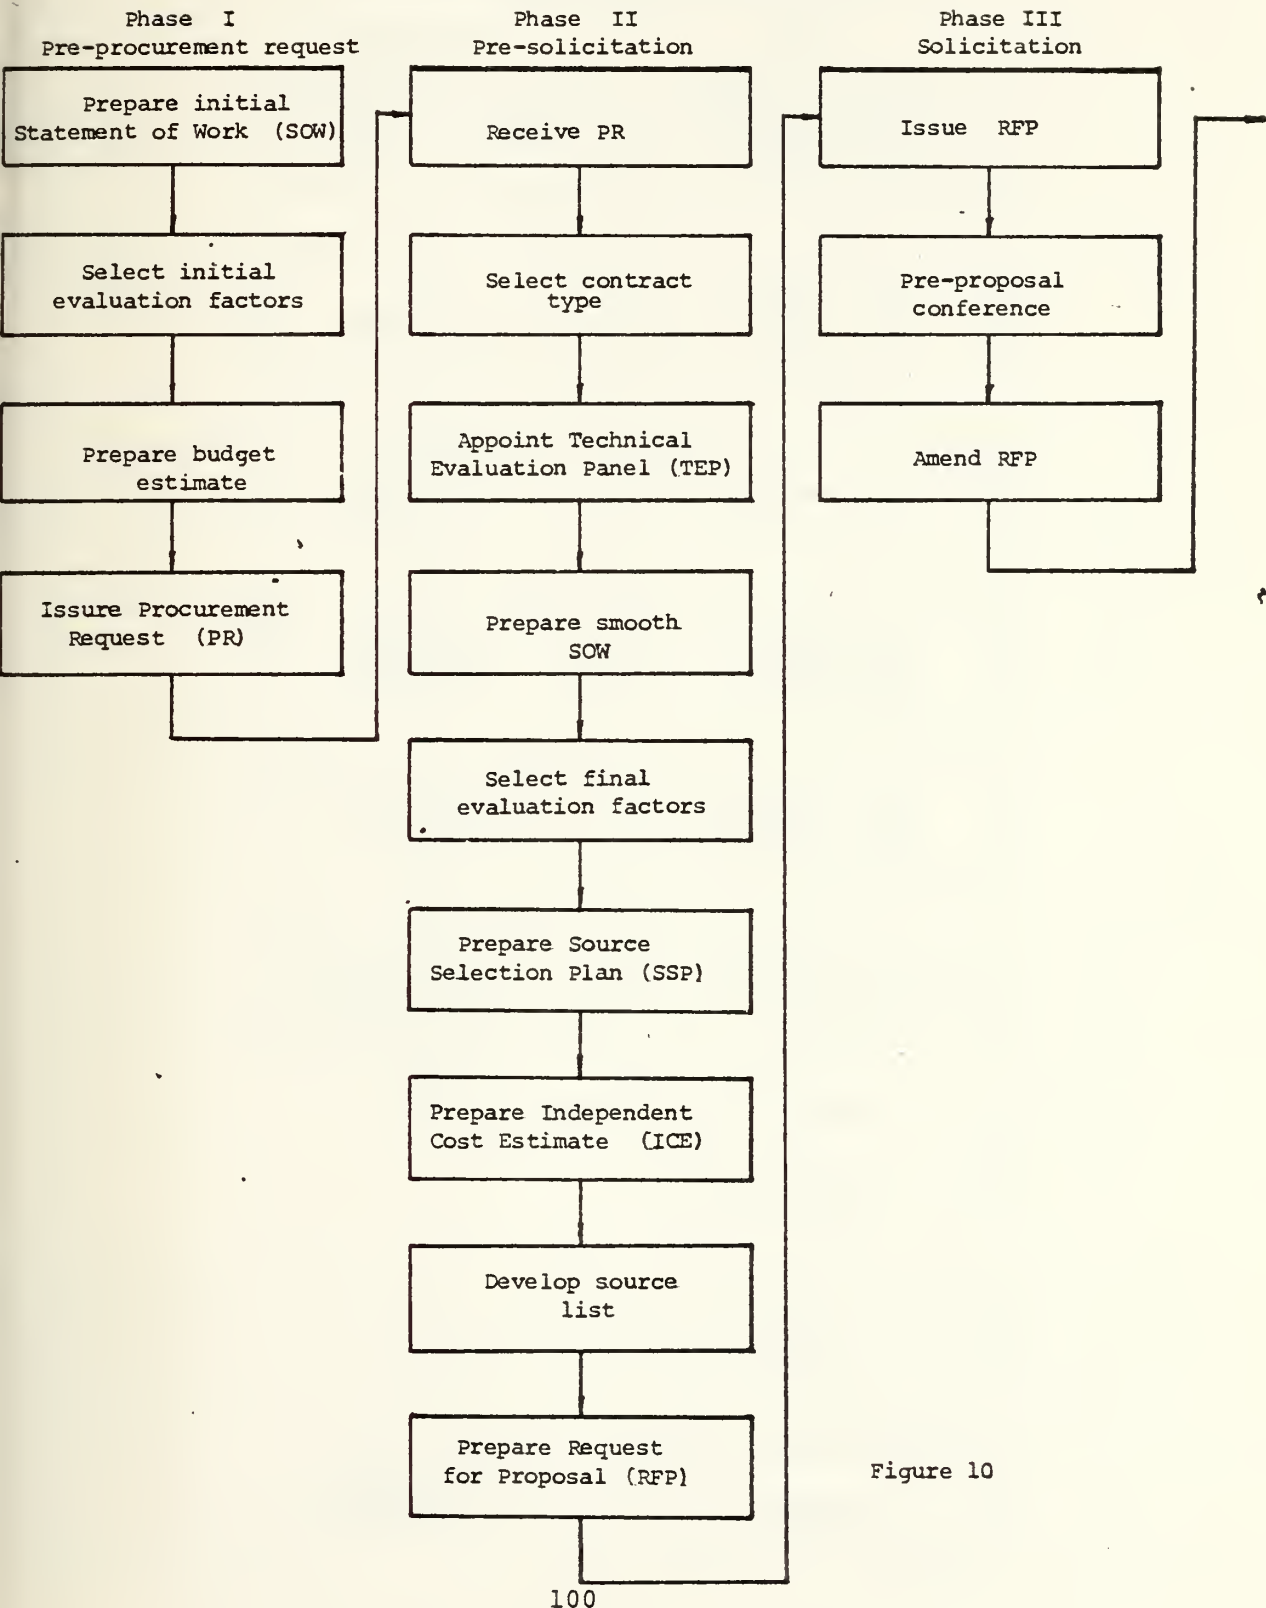 Phase I
Pre-procurement request
Prepare initial
Statement of Work (SOW)
Select initial
evaluation factors
Prepare budget
estimate
Issure Procurement
Request (PR)
Phase II
Pre-solicitation
Receive PR
Select contract
type
Appoint Technical
Evaluation Panel (TEP)
Prepare smooth
SOW
Select final
evaluation factors
Prepare Source
Selection Plan (SSP)
Prepare Independent
Cost Estimate (ICE)
Develop source
list
Prepare Request
for Proposal (RFP)
Phase III
Solicitation
Issue RFP
Pre-proposal
conference
Amend RFP
Figure 10
100